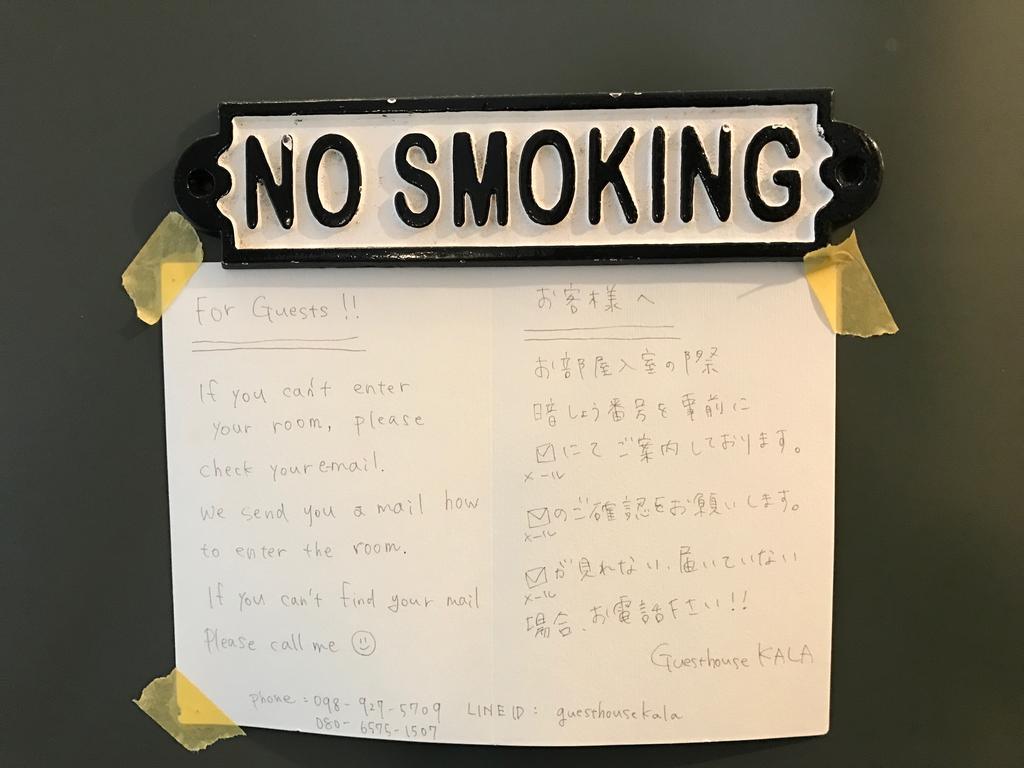 NO SMOKING
For Guests !!
If you can't enter
your room, please
check your email.
We send you a mail how
to enter the room.
If you can't find your mail
Please call me ☺
お客様へ
お部屋入室の際
暗しょう番号を事前に
にてご案内しております。
メール
のご確認をお願いします。
メール
が見れない、届いていない
メール
場合、お電話下さい!!
Guesthouse KALA
phone: 098-927-5709
080-6575-1507
LINE ID: guesthousekala